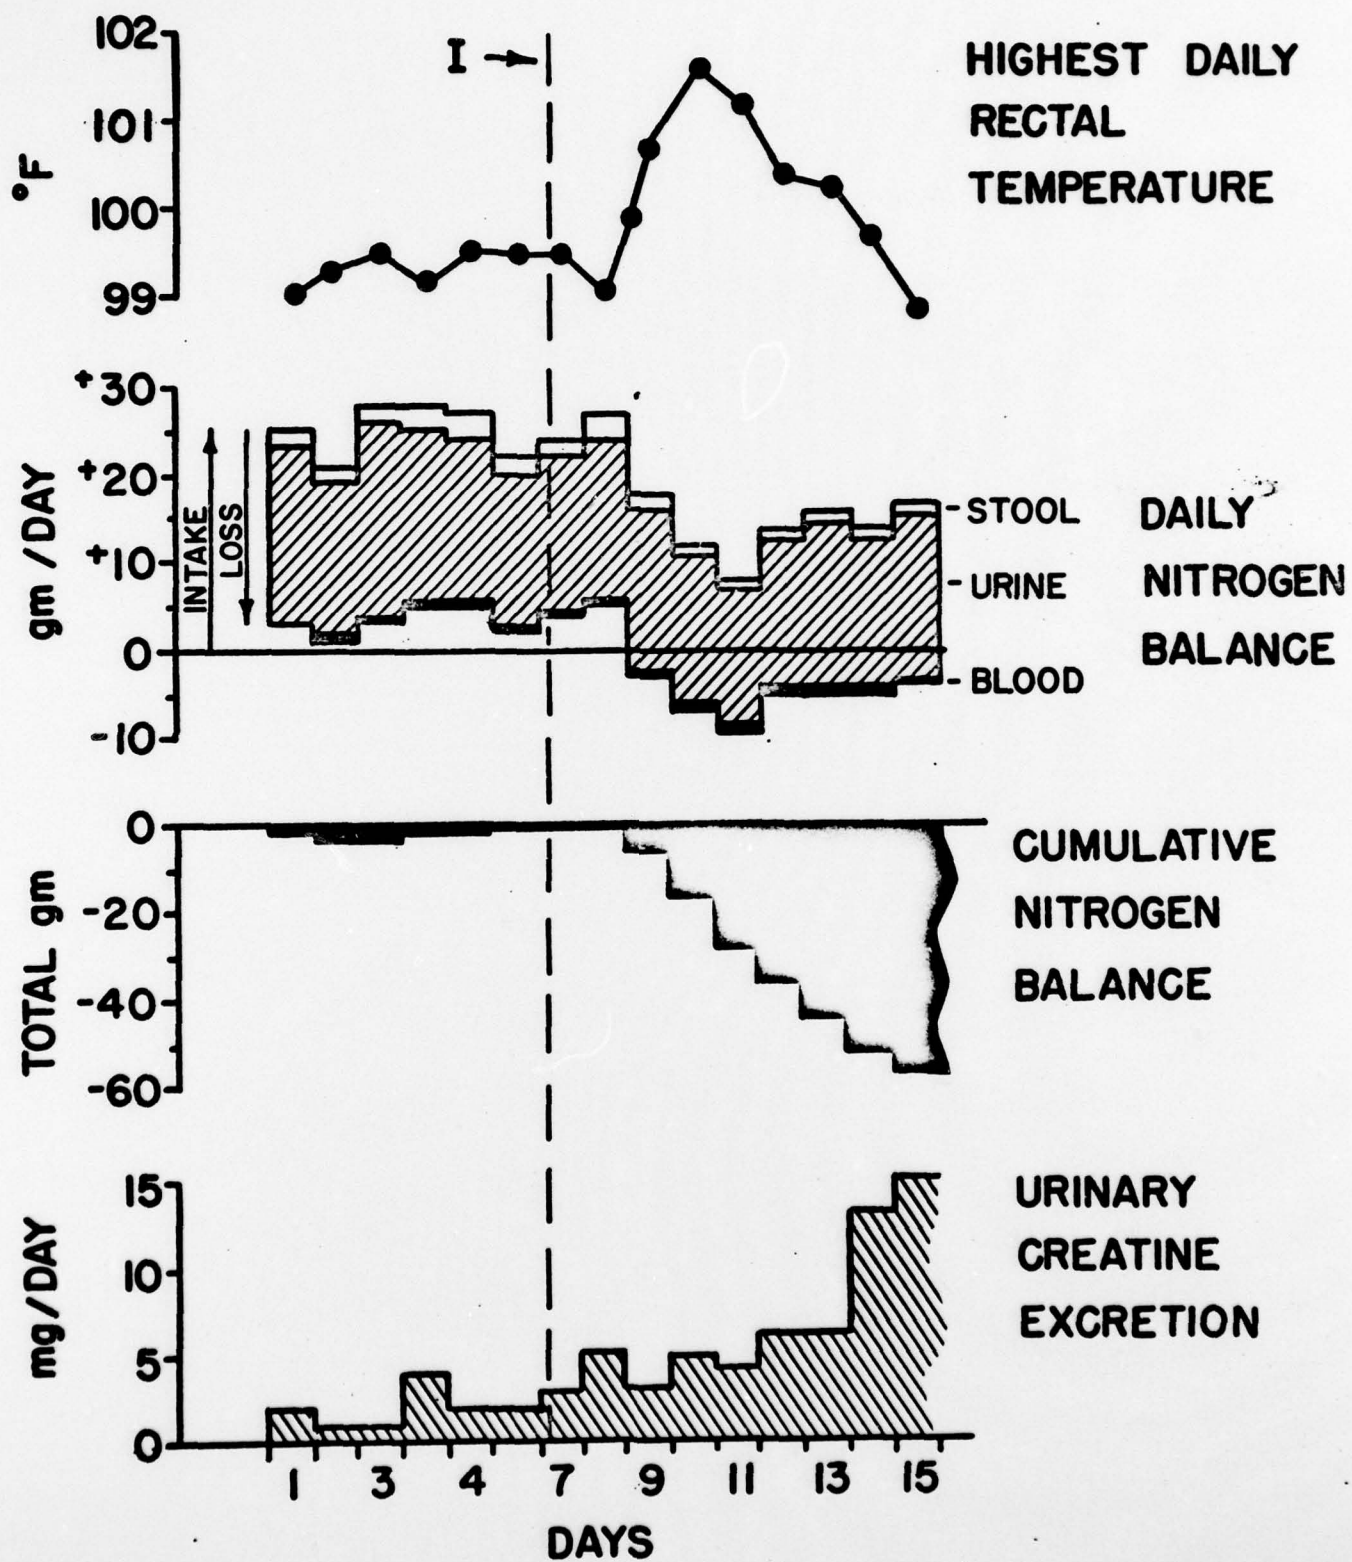 102
101
100
99
°F
I
HIGHEST DAILY
RECTAL
TEMPERATURE
+30
+20
+10
0
-10
gm/DAY
INTAKE
LOSS
STOOL
URINE
BLOOD
DAILY
NITROGEN
BALANCE
0
-20
-40
-60
TOTAL gm
CUMULATIVE
NITROGEN
BALANCE
15
10
5
0
mg/DAY
URINARY
CREATINE
EXCRETION
1 3 4 7 9 11 13 15
DAYS